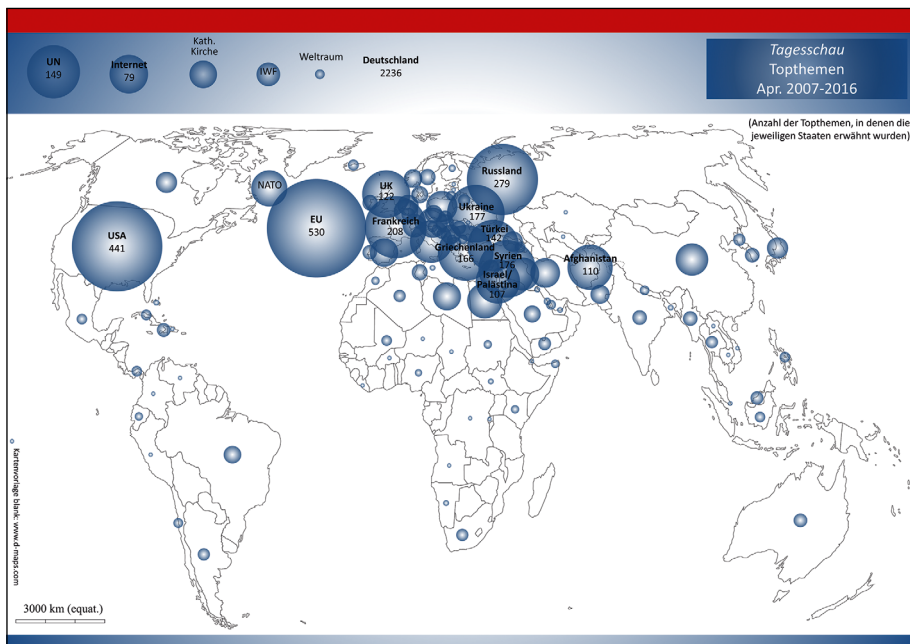 UN
149
Internet
79
Kath.
Kirche
IWF
Weltraum
Deutschland
2236
Tagesschau
Topthemen
Apr. 2007-2016
(Anzahl der Topthemen, in denen die
jeweiligen Staaten erwähnt wurden)
NATO
UK
122
Russland
279
USA
441
EU
530
Frankreich
208
Ukraine
177
Türkei
142
Griechenland
166
Syrien
176
Israel/
Palästina
107
Afghanistan
110
Kartenvorlage blank: www.d-maps.com
3000 km (equat.)